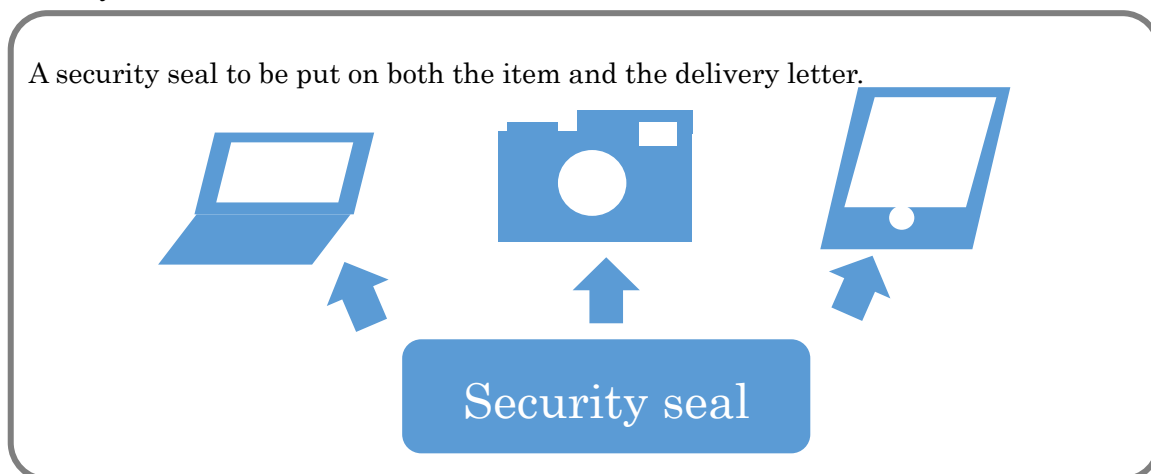 A security seal to be put on both the item and the delivery letter.
Security seal